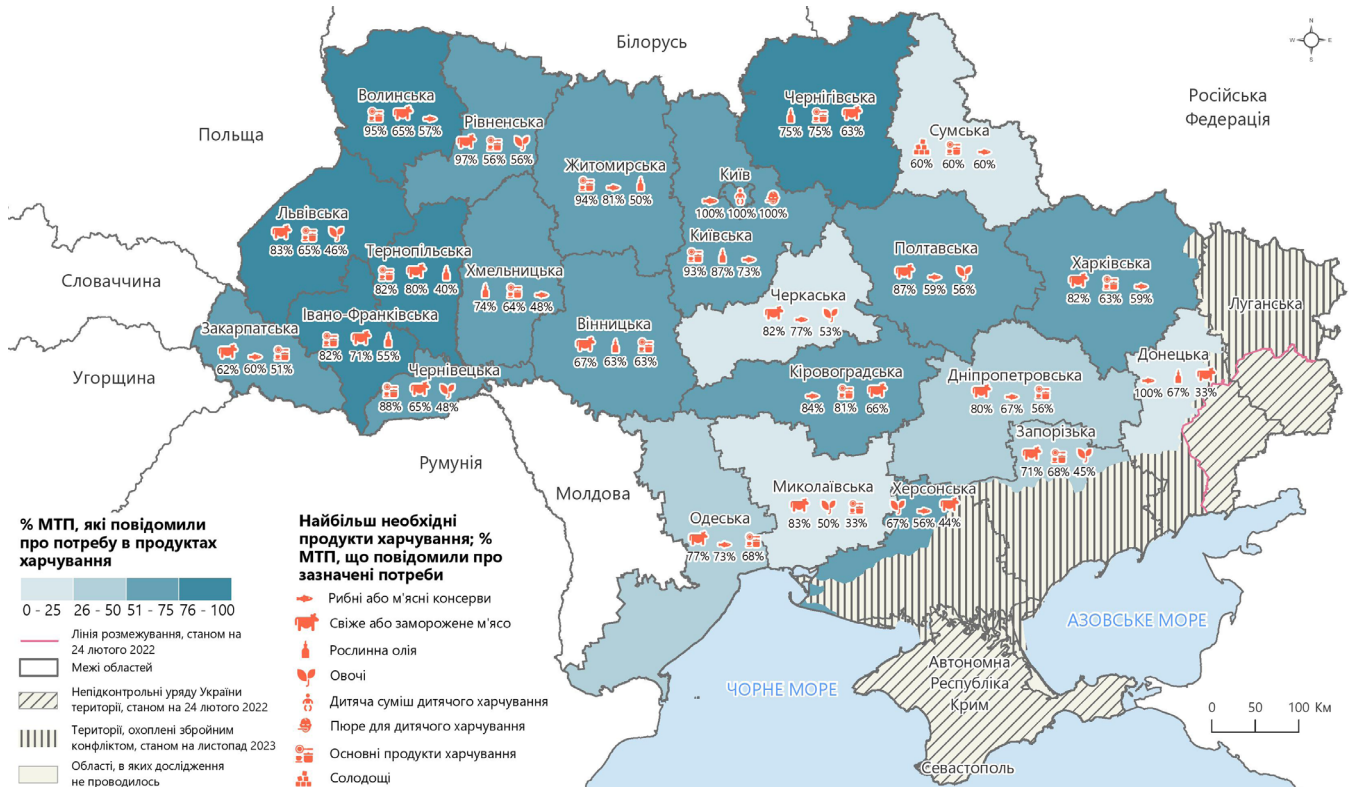 N
W
E
S
Білорусь
Російська
Федерація
Польща
Словаччина
Угорщина
Румунія
Молдова
Волинська
95% 65% 57%
Рівненська
97% 56% 56%
Житомирська
94% 81% 50%
Київ
100% 100% 100%
Київська
93% 87% 73%
Чернігівська
75% 75% 63%
Сумська
60% 60% 60%
Львівська
83% 65% 46%
Тернопільська
82% 80% 40%
Хмельницька
74% 64% 48%
Закарпатська
62% 60% 51%
Івано-Франківська
82% 71% 55%
Чернівецька
88% 65% 48%
Вінницька
67% 63% 63%
Черкаська
82% 77% 53%
Полтавська
87% 59% 56%
Харківська
82% 63% 59%
Луганська
Донецька
100% 67% 33%
Кіровоградська
84% 81% 66%
Дніпропетровська
80% 67% 56%
Запорізька
71% 68% 45%
Миколаївська
83% 50% 33%
Херсонська
67% 56% 44%
Одеська
77% 73% 68%
Автономна
Республіка
Крим
Севастополь
ЧОРНЕ МОРЕ
АЗОВСЬКЕ МОРЕ
0 50 100 Км
% МТП, які повідомили
про потребу в продуктах
харчування
0 - 25 26 - 50 51 - 75 76 - 100
Лінія розмежування, станом на
24 лютого 2022
Межі областей
Непідконтрольні уряду України
території, станом на 24 лютого 2022
Території, охоплені збройним
конфліктом, станом на листопад 2023
Області, в яких дослідження
не проводилось
Найбільш необхідні
продукти харчування; %
МТП, що повідомили про
зазначені потреби
Рибні або м'ясні консерви
Свіже або заморожене м'ясо
Рослинна олія
Овочі
Дитяча суміш дитячого харчування
Пюре для дитячого харчування
Основні продукти харчування
Солодощі